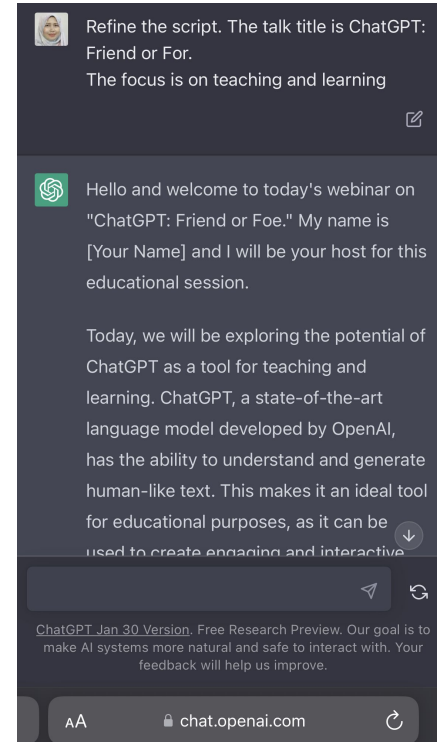 Refine the script. The talk title is ChatGPT:
Friend or For.
The focus is on teaching and learning
Hello and welcome to today's webinar on
"ChatGPT: Friend or Foe." My name is
[Your Name] and I will be your host for this
educational session.
Today, we will be exploring the potential of
ChatGPT as a tool for teaching and
learning. ChatGPT, a state-of-the-art
language model developed by OpenAI,
has the ability to understand and generate
human-like text. This makes it an ideal tool
for educational purposes, as it can be
used to create engaging and interactive
ChatGPT Jan 30 Version. Free Research Preview. Our goal is to
make AI systems more natural and safe to interact with. Your
feedback will help us improve.
AA chat.openai.com